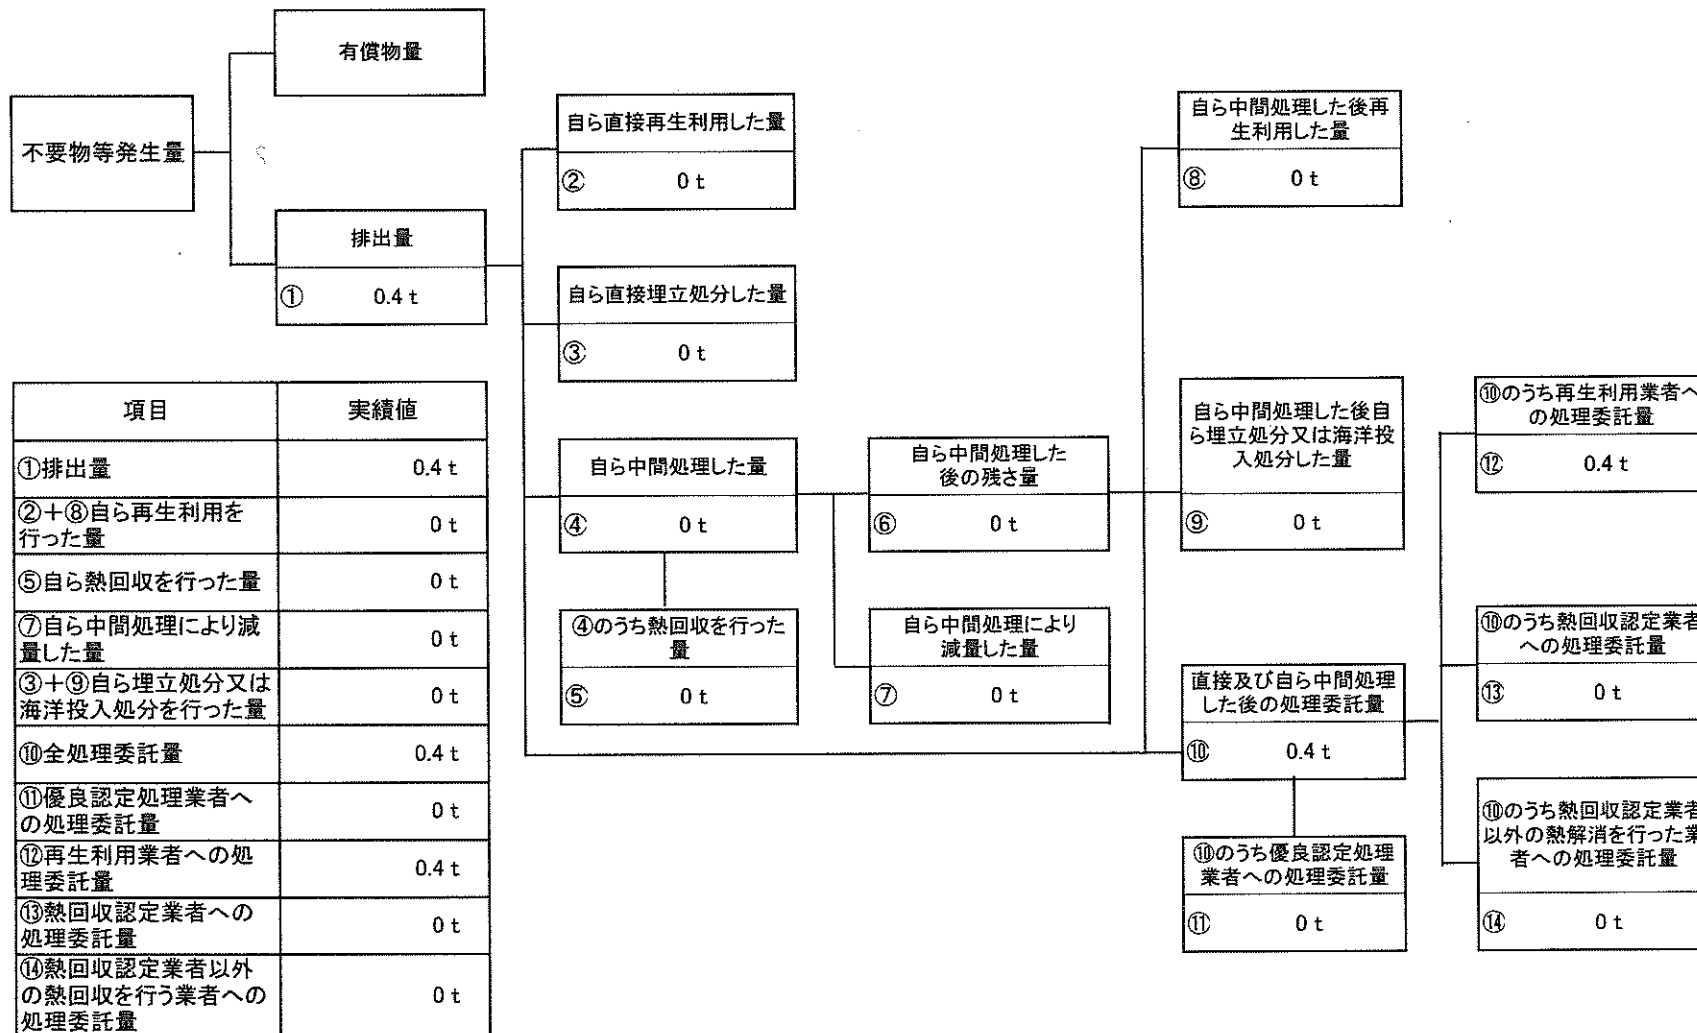 有償物量
不要物等発生量
排出量
① 0.4 t
自ら直接再生利用した量
② 0 t
自ら直接埋立処分した量
③ 0 t
自ら中間処理した量
④ 0 t
④のうち熱回収を行った
量
⑤ 0 t
自ら中間処理した
後の残さ量
⑥ 0 t
自ら中間処理により
減量した量
⑦ 0 t
自ら中間処理した後再
生利用した量
⑧ 0 t
自ら中間処理した後自
ら埋立処分又は海洋投
入処分した量
⑨ 0 t
直接及び自ら中間処理
した後の処理委託量
⑩ 0.4 t
⑩のうち優良認定処理
業者への処理委託量
⑪ 0 t
⑩のうち再生利用業者へ
の処理委託量
⑫ 0.4 t
⑩のうち熱回収認定業者
への処理委託量
⑬ 0 t
⑩のうち熱回収認定業者
以外の熱解消を行った業
者への処理委託量
⑭ 0 t
項目 実績値
①排出量 0.4 t
②+⑧自ら再生利用を
行った量 0 t
⑤自ら熱回収を行った量 0 t
⑦自ら中間処理により減
量した量 0 t
③+⑨自ら埋立処分又は
海洋投入処分を行った量 0 t
⑩全処理委託量 0.4 t
⑪優良認定処理業者へ
の処理委託量 0 t
⑫再生利用業者への処
理委託量 0.4 t
⑬熱回収認定業者への
処理委託量 0 t
⑭熱回収認定業者以外
の熱回収を行う業者への
処理委託量 0 t